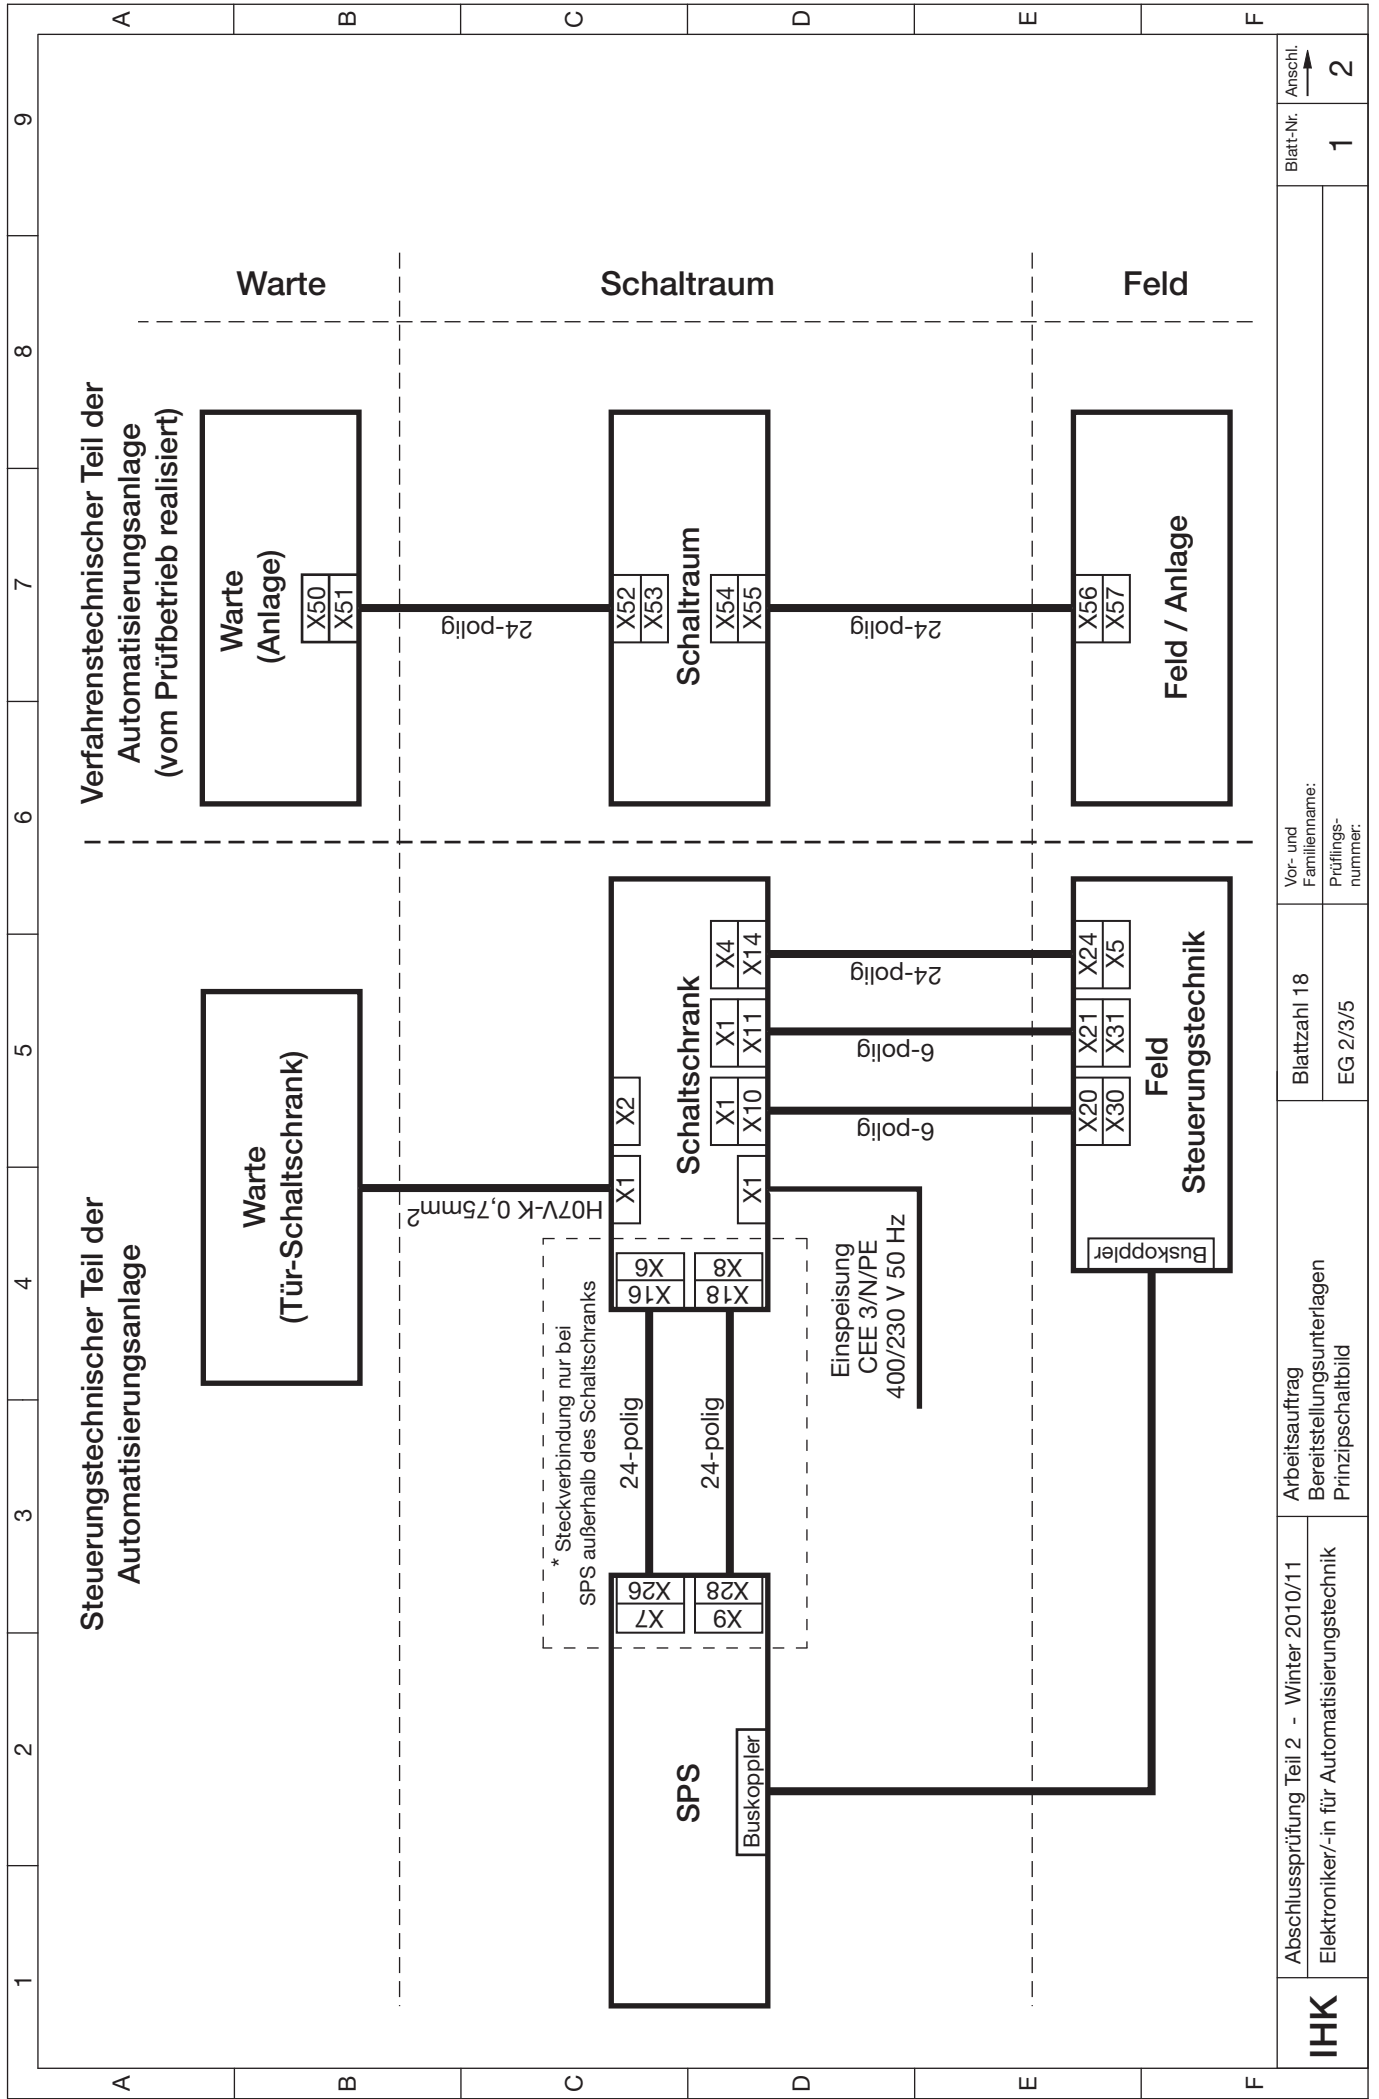 1
2
3
4
5
6
7
8
9
A
A
B
B
C
C
D
D
E
E
F
F
Steuerungstechnischer Teil der
Automatisierungsanlage
Verfahrenstechnischer Teil der
Automatisierungsanlage
(vom Prüfbetrieb realisiert)
Warte
(Tür-Schaltschrank)
Warte
(Anlage)
X50
X51
Warte
H07V-K 0,75mm²
24-polig
* Steckverbindung nur bei
SPS außerhalb des Schaltschranks
24-polig
24-polig
SPS
Buskoppler
X7
X26
X9
X28
X16
X6
X18
X8
X1
X2
Schaltschrank
X1
X1
X10
X1
X11
X4
X14
X52
X53
Schaltraum
X54
X55
Schaltraum
Einspeisung
CEE 3/N/PE
400/230 V 50 Hz
6-polig
6-polig
24-polig
24-polig
Buskoppler
X20
X30
X21
X31
X24
X5
Feld
Steuerungstechnik
X56
X57
Feld / Anlage
Feld
IHK
Abschlussprüfung Teil 2 - Winter 2010/11
Elektroniker/-in für Automatisierungstechnik
Arbeitsauftrag
Bereitstellungsunterlagen
Prinzipschaltbild
Blattzahl 18
EG 2/3/5
Vor- und
Familienname:
Prüflings-
nummer:
Blatt-Nr.
1
Anschl.
2